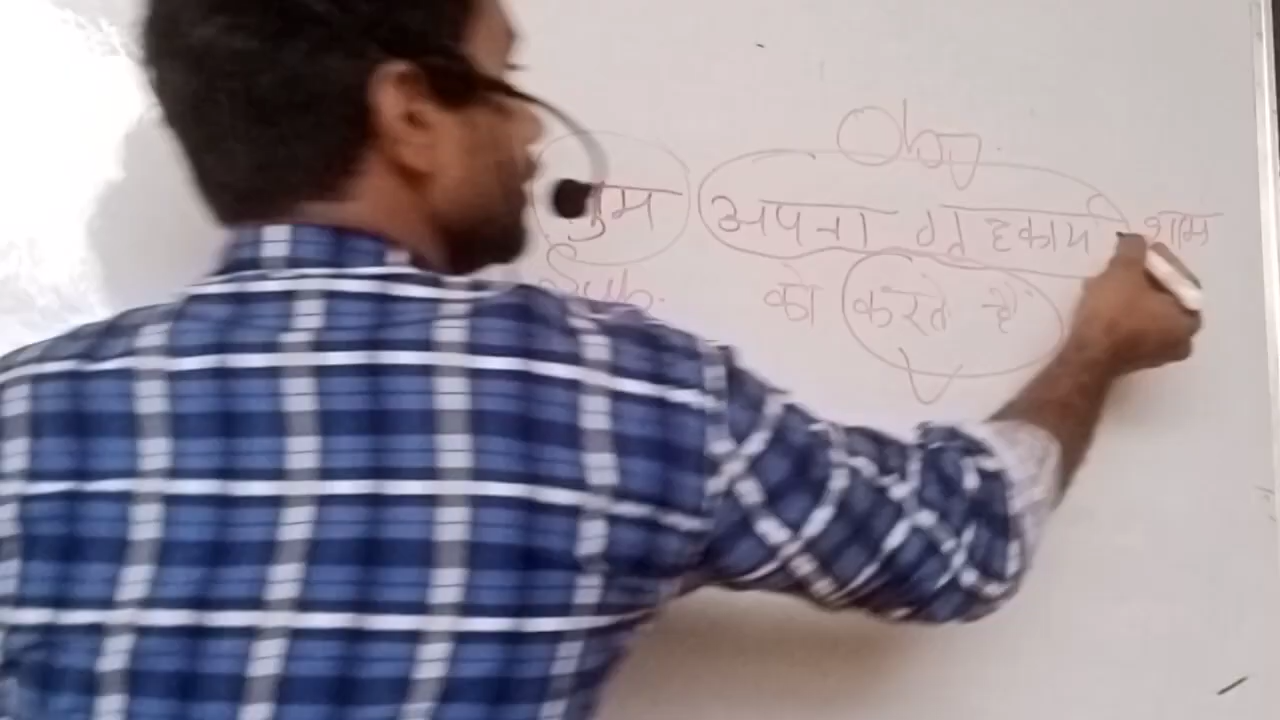 Obj.
तुम अपना गृहकार्य शाम
Sub. को करते हैं
V